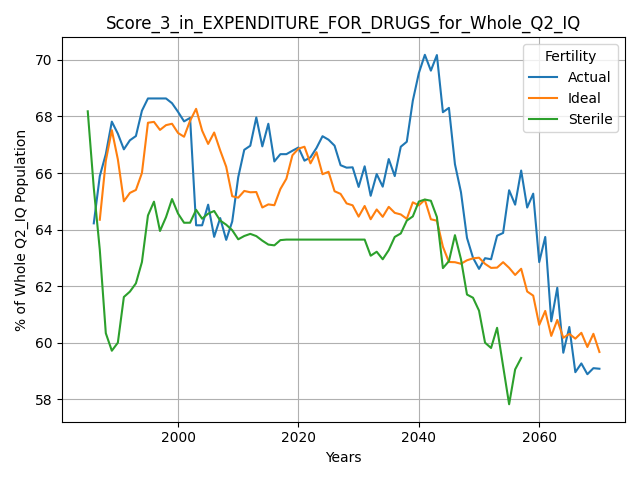 Score_3_in_EXPENDITURE_FOR_DRUGS_for_Whole_Q2_IQ
% of Whole Q2_IQ Population
70
68
66
64
62
60
58
Fertility
Actual
Ideal
Sterile
2000 2020 2040 2060
Years